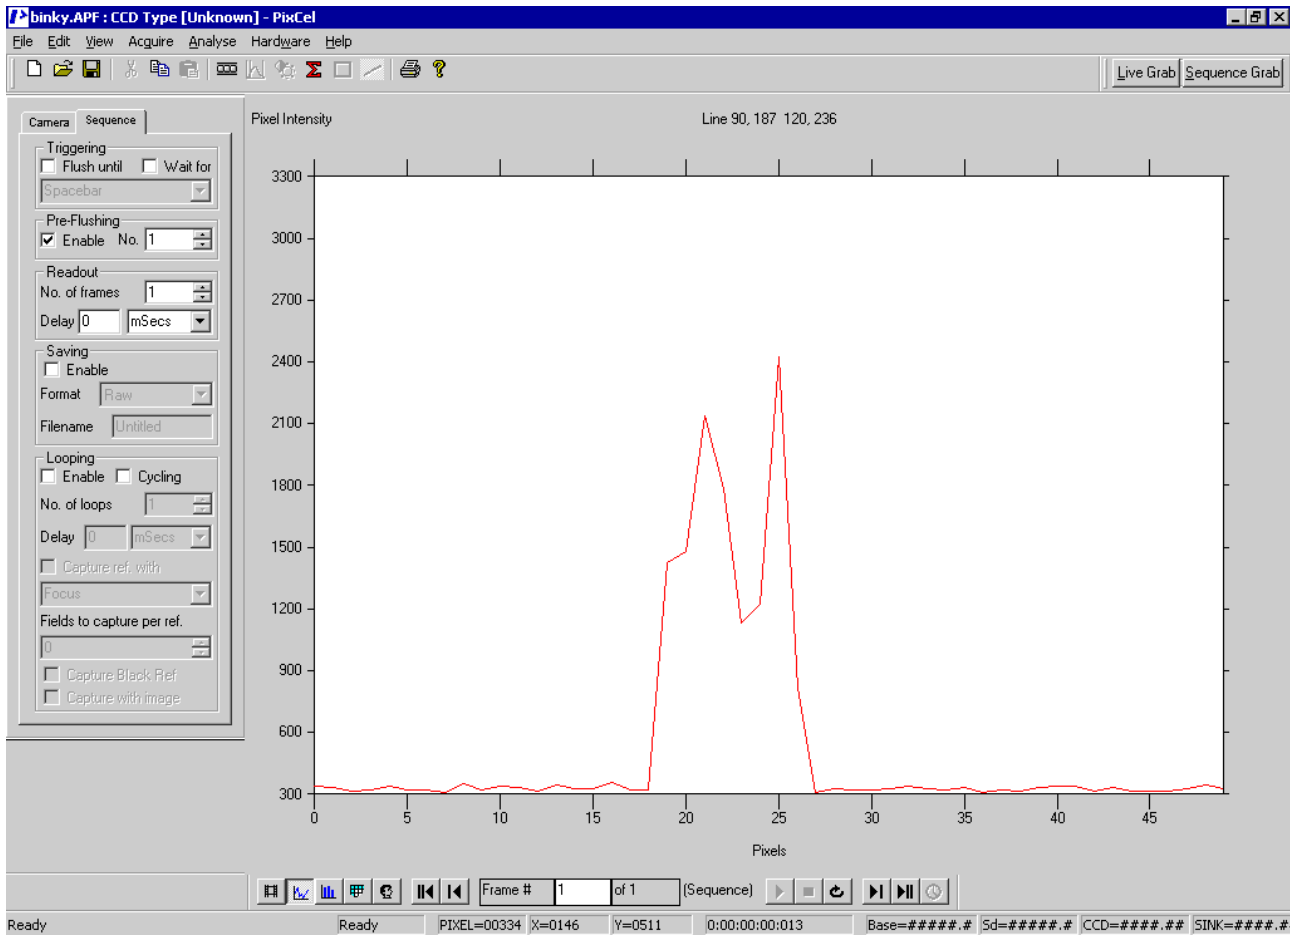 binky.APF : CCD Type [Unknown] - PixCel
File Edit View Acquire Analyse Hardware Help
Live Grab Sequence Grab
Camera Sequence
Triggering
Flush until Wait for
Spacebar
Pre-Flushing
Enable No. 1
Readout
No. of frames 1
Delay 0 mSecs
Saving
Enable
Format Raw
Filename Untitled
Looping
Enable Cycling
No. of loops 1
Delay 0 mSecs
Capture ref. with
Focus
Fields to capture per ref.
0
Capture Black Ref
Capture with image
Pixel Intensity Line 90, 187 120, 236
3300
3000
2700
2400
2100
1800
1500
1200
900
600
300
0 5 10 15 20 25 30 35 40 45
Pixels
Frame # 1 of 1 (Sequence)
Ready Ready PIXEL=00334 X=0146 Y=0511 0:00:00:00:013 Base=#####.# Sd=#####.# CCD=####.## SINK=####.#